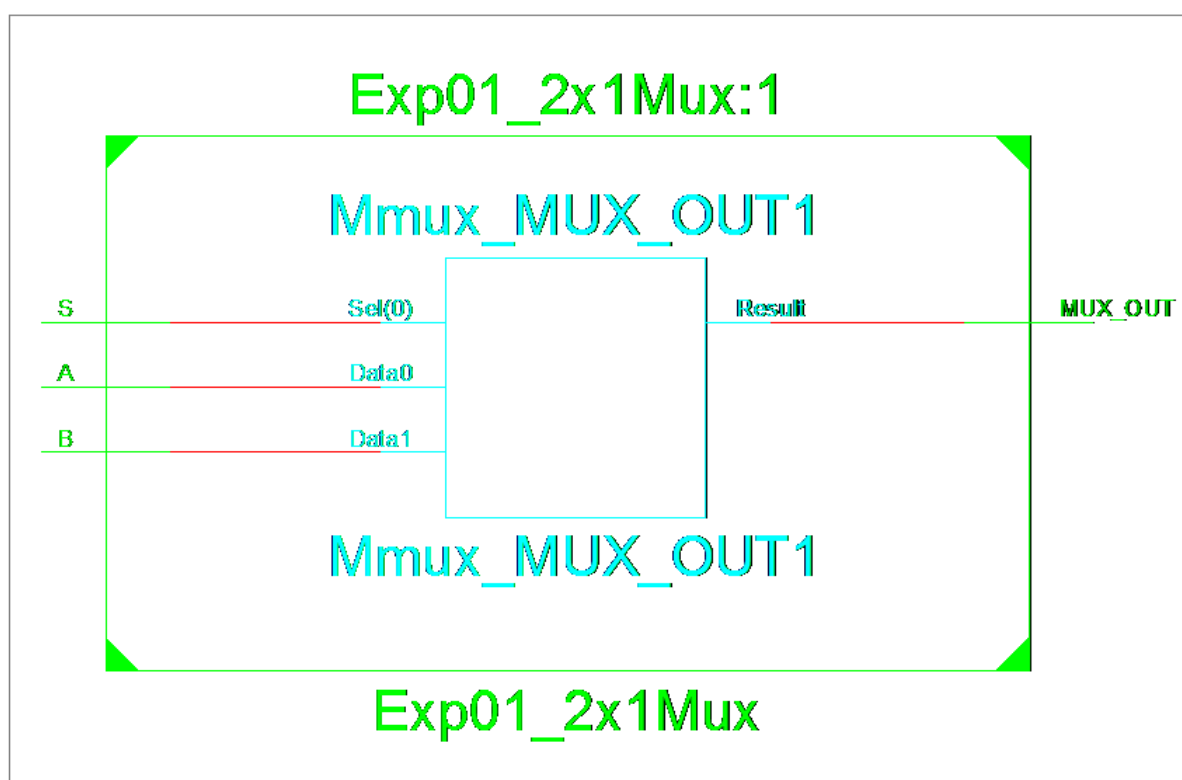 Exp01_2x1Mux:1
Mmux_MUX_OUT1
S Sel(0) Result MUX_OUT
A Data0
B Data1
Mmux_MUX_OUT1
Exp01_2x1Mux